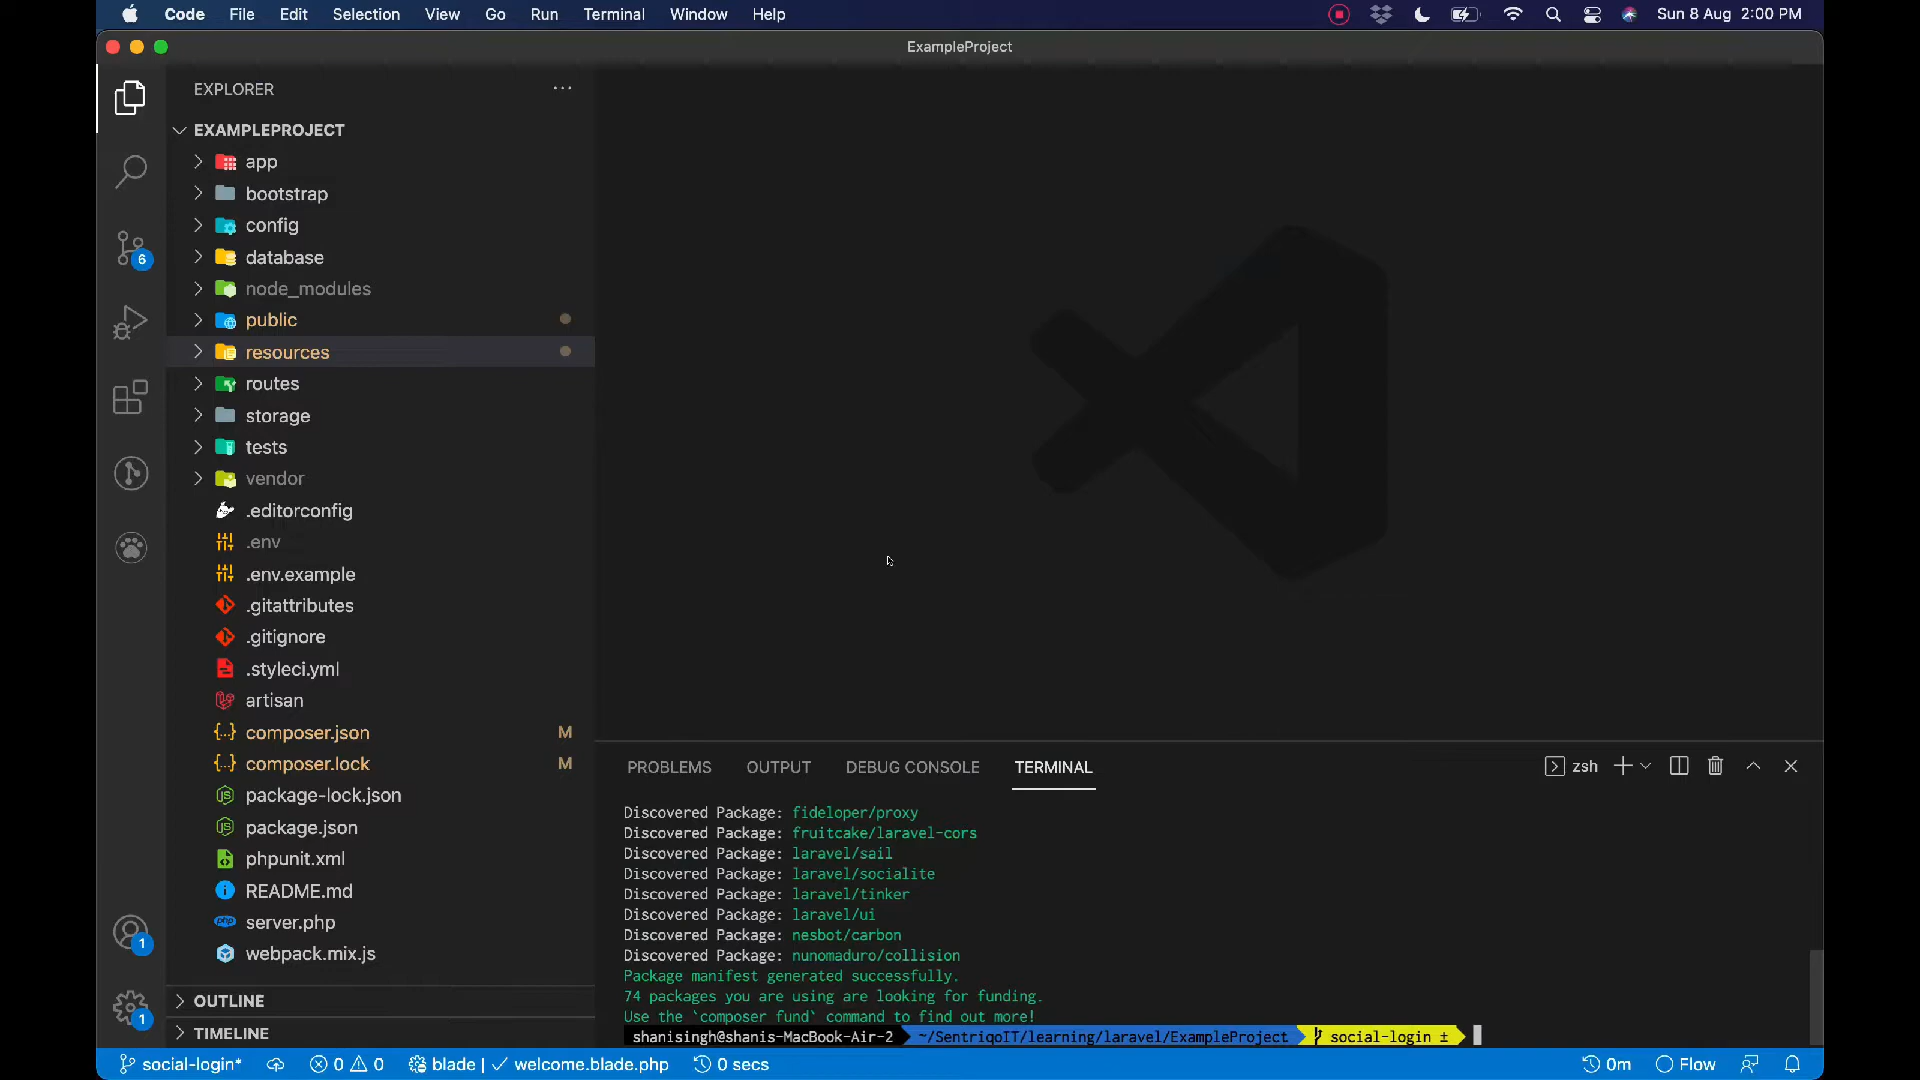 Code File Edit Selection View Go Run Terminal Window Help Sun 8 Aug 2:00 PM
ExampleProject
EXPLORER
EXAMPLEPROJECT
app
bootstrap
config
6
database
node_modules
public
resources
routes
storage
tests
vendor
.editorconfig
.env
.env.example
.gitattributes
.gitignore
.styleci.yml
artisan
composer.json M
composer.lock M
package-lock.json
package.json
phpunit.xml
README.md
server.php
1
webpack.mix.js
OUTLINE
1
TIMELINE
PROBLEMS OUTPUT DEBUG CONSOLE TERMINAL zsh
Discovered Package: fideloper/proxy
Discovered Package: fruitcake/laravel-cors
Discovered Package: laravel/sail
Discovered Package: laravel/socialite
Discovered Package: laravel/tinker
Discovered Package: laravel/ui
Discovered Package: nesbot/carbon
Discovered Package: nunomaduro/collision
Package manifest generated successfully.
74 packages you are using are looking for funding.
Use the `composer fund` command to find out more!
shanisingh@shanis-MacBook-Air-2 ~/SentriqoIT/learning/laravel/ExampleProject social-login ±
social-login* 0 0 blade | ✓ welcome.blade.php 0 secs 0m Flow